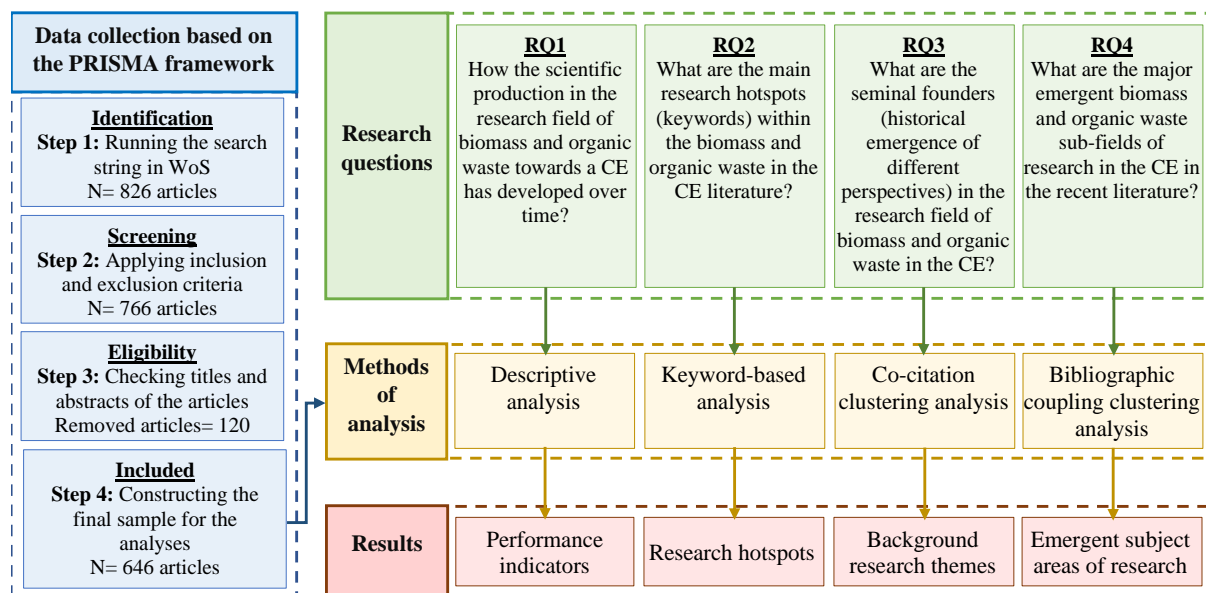 Data collection based on
the PRISMA framework
Identification
Step 1: Running the search
string in WoS
N= 826 articles
Screening
Step 2: Applying inclusion
and exclusion criteria
N= 766 articles
Eligibility
Step 3: Checking titles and
abstracts of the articles
Removed articles= 120
Included
Step 4: Constructing the
final sample for the
analyses
N= 646 articles
Research
questions
RQ1
How the scientific
production in the
research field of
biomass and organic
waste towards a CE
has developed over
time?
RQ2
What are the main
research hotspots
(keywords) within the
biomass and
organic waste in the
CE literature?
RQ3
What are the
seminal founders
(historical
emergence of
different
perspectives) in the
research field of
biomass and organic
waste in the CE?
RQ4
What are the major
emergent biomass
and organic waste
sub-fields of
research in the CE in
the recent literature?
Methods
of
analysis
Descriptive
analysis
Keyword-based
analysis
Co-citation
clustering analysis
Bibliographic
coupling clustering
analysis
Results
Performance
indicators
Research hotspots
Background
research themes
Emergent subject
areas of research